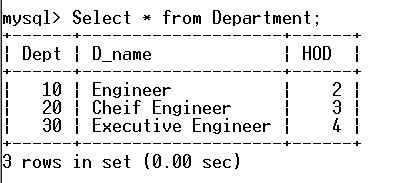 mysql> Select * from Department;
+------+--------------------+------+
| Dept | D_name             | HOD  |
+------+--------------------+------+
|   10 | Engineer           |    2 |
|   20 | Cheif Engineer     |    3 |
|   30 | Executive Engineer |    4 |
+------+--------------------+------+
3 rows in set (0.00 sec)